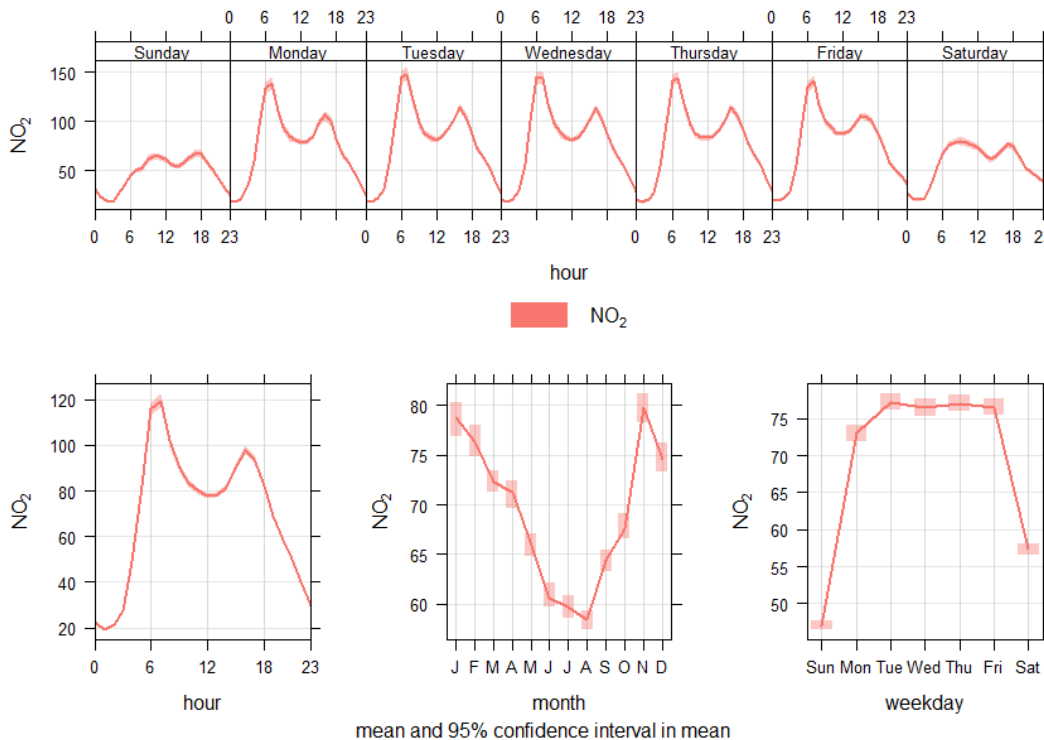 0 6 12 18 23 0 6 12 18 23 0 6 12 18 23
Sunday Monday Tuesday Wednesday Thursday Friday Saturday
150
100
50
NO₂
0 6 12 18 23 0 6 12 18 23 0 6 12 18 23 0 6 12 18 2
hour
NO₂
120
100
80
60
40
20
NO₂
0 6 12 18 23
hour
80
75
70
65
60
NO₂
J F M A M J J A S O N D
month
75
70
65
60
55
50
NO₂
Sun Mon Tue Wed Thu Fri Sat
weekday
mean and 95% confidence interval in mean